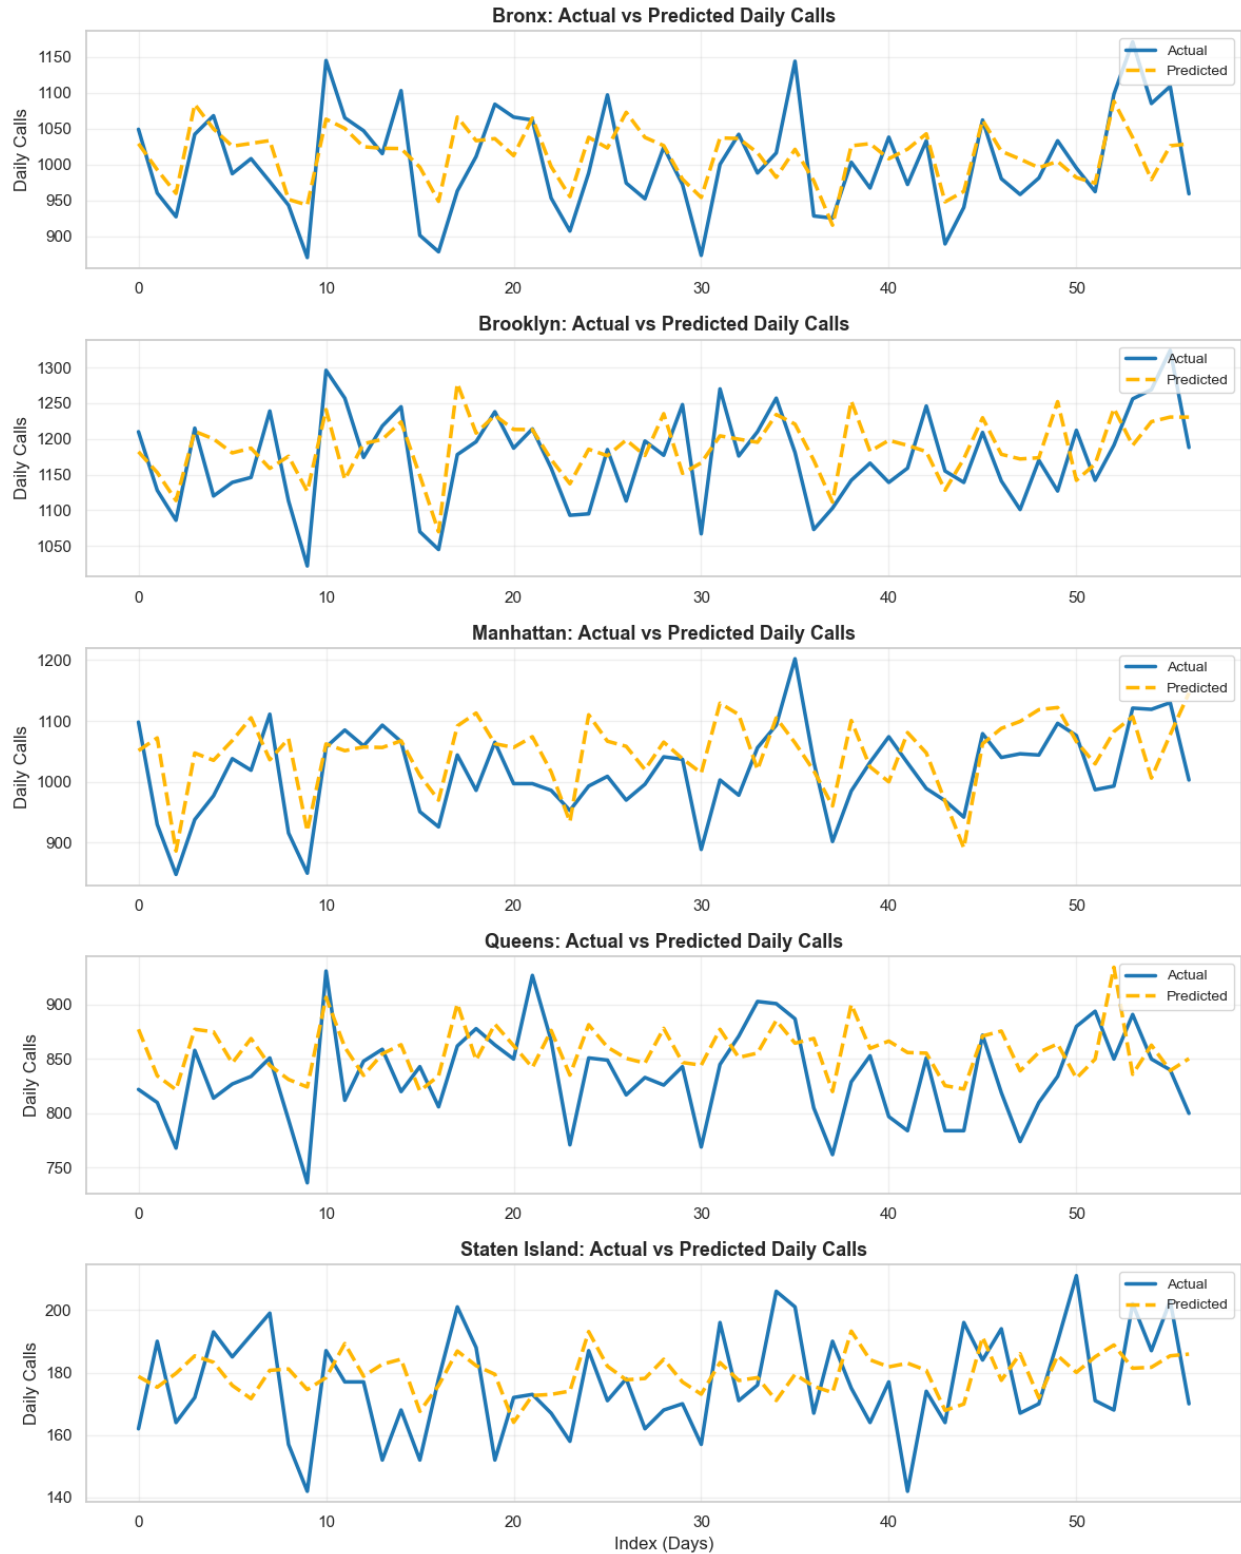 Bronx: Actual vs Predicted Daily Calls
Daily Calls
1150
1100
1050
1000
950
900
Actual
Predicted
0 10 20 30 40 50
Brooklyn: Actual vs Predicted Daily Calls
Daily Calls
1300
1250
1200
1150
1100
1050
Actual
Predicted
0 10 20 30 40 50
Manhattan: Actual vs Predicted Daily Calls
Daily Calls
1200
1100
1000
900
Actual
Predicted
0 10 20 30 40 50
Queens: Actual vs Predicted Daily Calls
Daily Calls
900
850
800
750
Actual
Predicted
0 10 20 30 40 50
Staten Island: Actual vs Predicted Daily Calls
Daily Calls
200
180
160
140
Actual
Predicted
0 10 20 30 40 50
Index (Days)